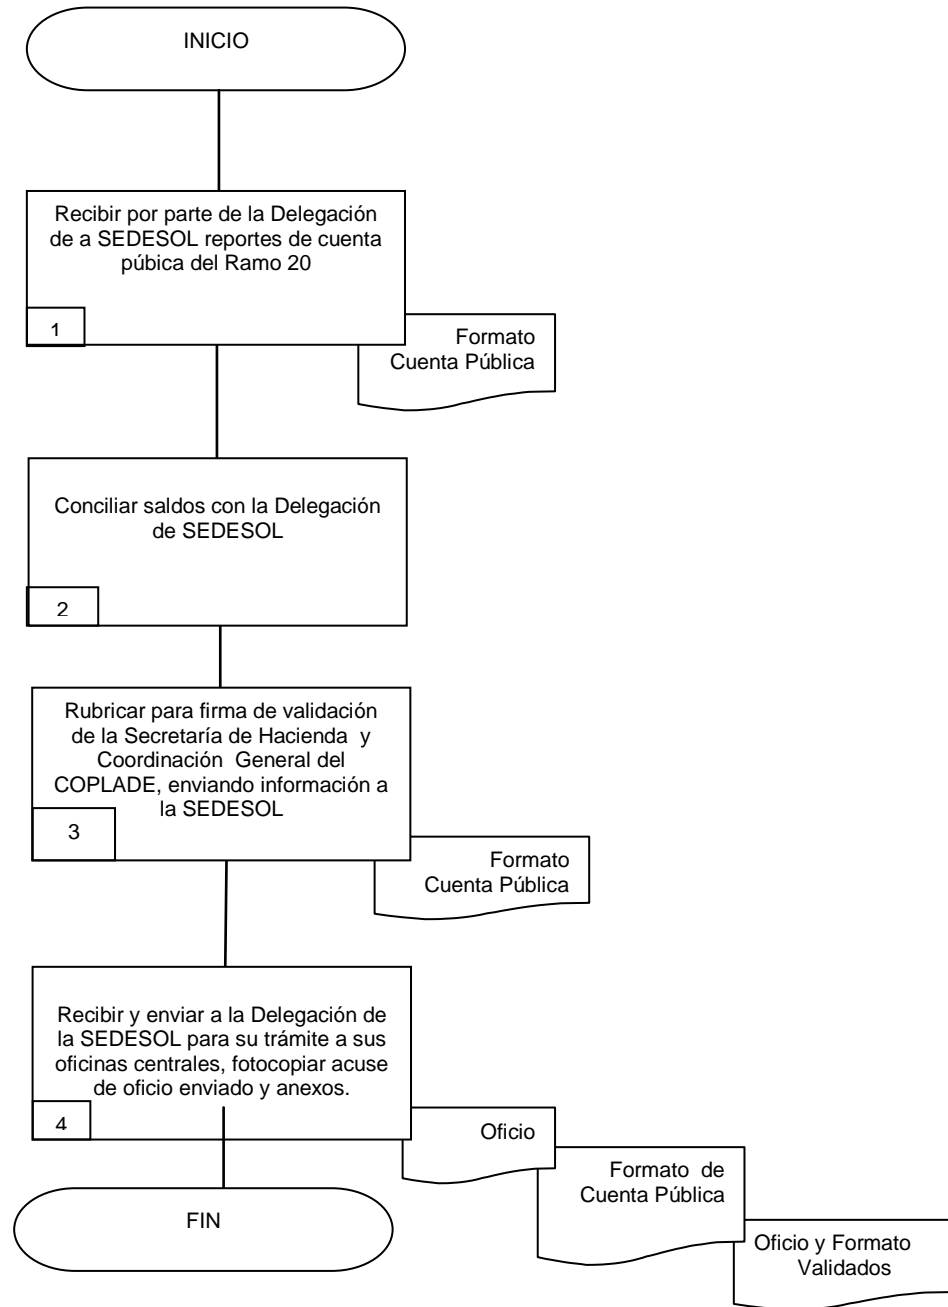 INICIO
Recibir por parte de la Delegación
de a SEDESOL reportes de cuenta
púbica del Ramo 20
1
Formato
Cuenta Pública
Conciliar saldos con la Delegación
de SEDESOL
2
Rubricar para firma de validación
de la Secretaría de Hacienda y
Coordinación General del
COPLADE, enviando información a
la SEDESOL
3
Formato
Cuenta Pública
Recibir y enviar a la Delegación de
la SEDESOL para su trámite a sus
oficinas centrales, fotocopiar acuse
de oficio enviado y anexos.
4
Oficio
Formato de
Cuenta Pública
FIN
Oficio y Formato
Validados